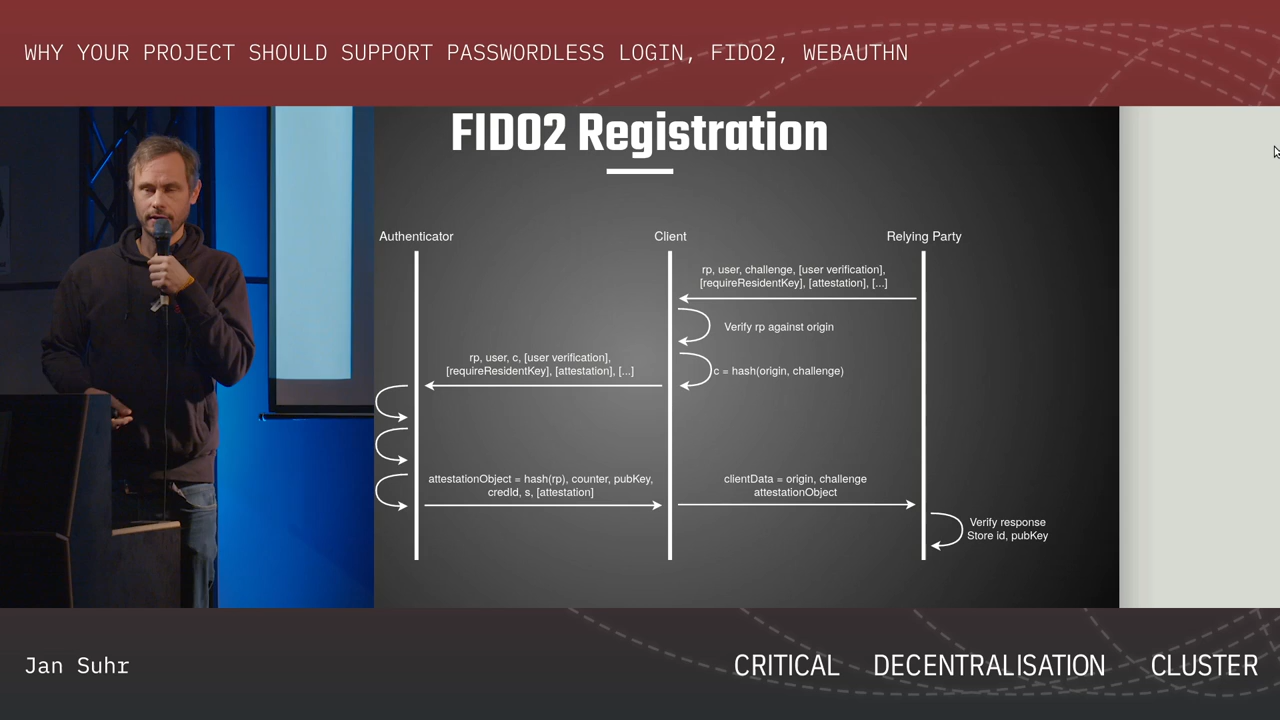 WHY YOUR PROJECT SHOULD SUPPORT PASSWORDLESS LOGIN, FIDO2, WEBAUTHN
FIDO2 Registration
Authenticator
Client
Relying Party
rp, user, challenge, [user verification],
[requireResidentKey], [attestation], [...]
Verify rp against origin
c = hash(origin, challenge)
rp, user, c, [user verification],
[requireResidentKey], [attestation], [...]
attestationObject = hash(rp), counter, pubKey,
credId, s, [attestation]
clientData = origin, challenge
attestationObject
Verify response
Store id, pubKey
Jan Suhr
CRITICAL DECENTRALISATION CLUSTER